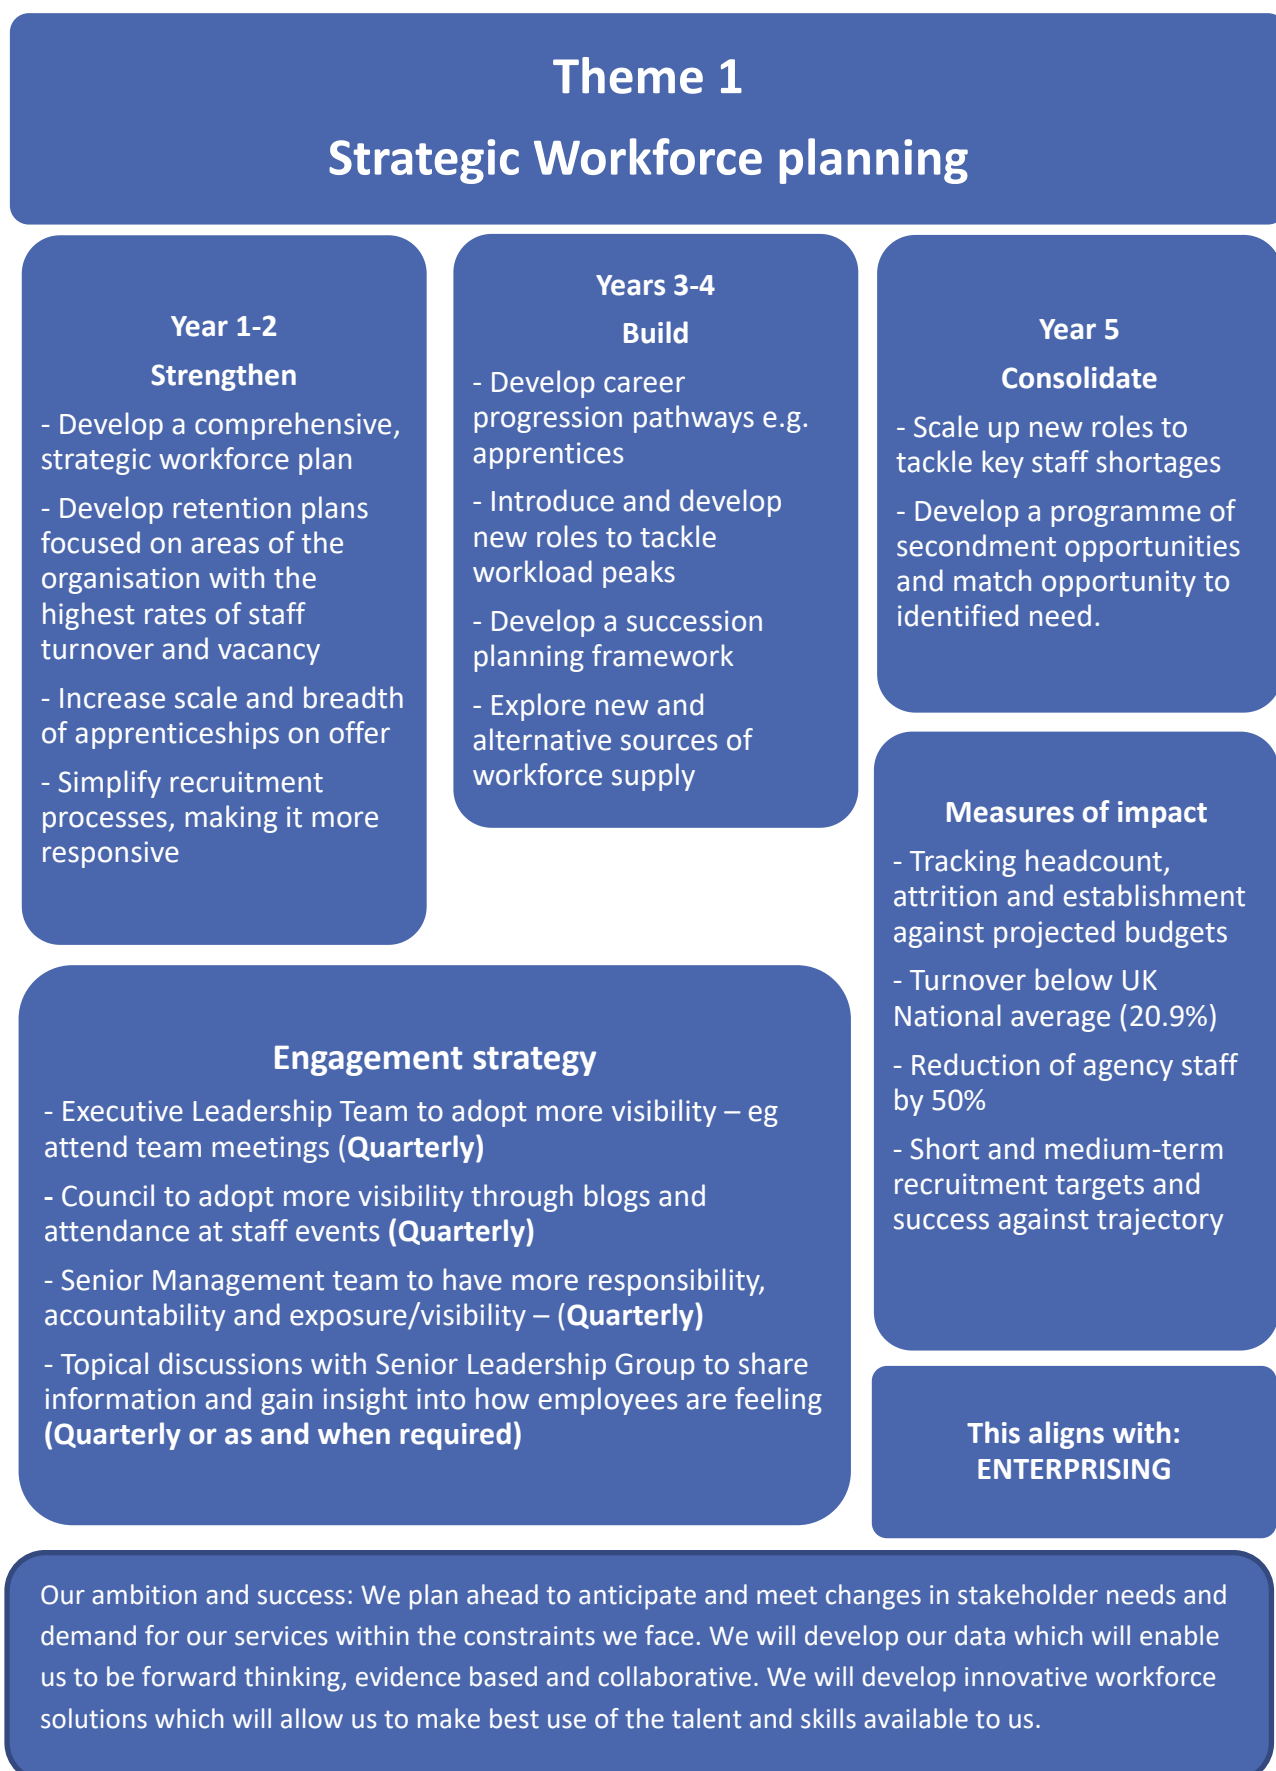 Theme 1
Strategic Workforce planning
Year 1-2
Strengthen
- Develop a comprehensive,
strategic workforce plan
- Develop retention plans
focused on areas of the
organisation with the
highest rates of staff
turnover and vacancy
- Increase scale and breadth
of apprenticeships on offer
- Simplify recruitment
processes, making it more
responsive
Years 3-4
Build
- Develop career
progression pathways e.g.
apprentices
- Introduce and develop
new roles to tackle
workload peaks
- Develop a succession
planning framework
- Explore new and
alternative sources of
workforce supply
Year 5
Consolidate
- Scale up new roles to
tackle key staff shortages
- Develop a programme of
secondment opportunities
and match opportunity to
identified need.
Measures of impact
- Tracking headcount,
attrition and establishment
against projected budgets
- Turnover below UK
National average (20.9%)
- Reduction of agency staff
by 50%
- Short and medium-term
recruitment targets and
success against trajectory
Engagement strategy
- Executive Leadership Team to adopt more visibility – eg
attend team meetings (Quarterly)
- Council to adopt more visibility through blogs and
attendance at staff events (Quarterly)
- Senior Management team to have more responsibility,
accountability and exposure/visibility – (Quarterly)
- Topical discussions with Senior Leadership Group to share
information and gain insight into how employees are feeling
(Quarterly or as and when required)
This aligns with:
ENTERPRISING
Our ambition and success: We plan ahead to anticipate and meet changes in stakeholder needs and
demand for our services within the constraints we face. We will develop our data which will enable
us to be forward thinking, evidence based and collaborative. We will develop innovative workforce
solutions which will allow us to make best use of the talent and skills available to us.